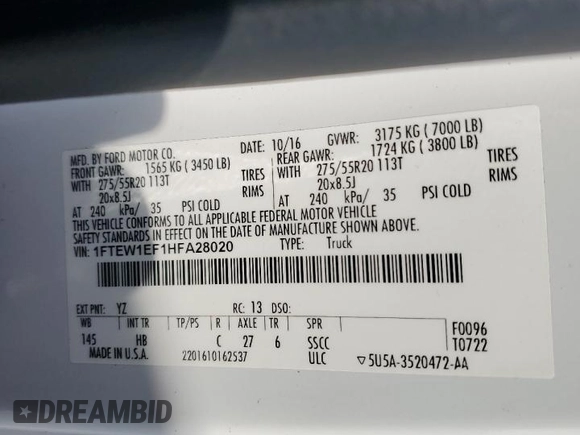 MFD. BY FORD MOTOR CO.
DATE: 10/16 GVWR: 3175 KG ( 7000 LB)
FRONT GAWR: 1565 KG ( 3450 LB)
REAR GAWR: 1724 KG ( 3800 LB)
WITH 275/55R20 113T TIRES
WITH 275/55R20 113T TIRES
20x8.5J RIMS
20x8.5J RIMS
AT 240 kPa/ 35 PSI COLD
AT 240 kPa/ 35 PSI COLD
THIS VEHICLE CONFORMS TO ALL APPLICABLE FEDERAL MOTOR VEHICLE
SAFETY STANDARDS IN EFFECT ON THE DATE OF MANUFACTURE SHOWN ABOVE.
VIN: 1FTEW1EF1HFA28020 TYPE: Truck
EXT PNT: YZ RC: 13 DSO:
WB INT TR TP/PS R AXLE TR SPR
145 HB C 27 6 SSCC
F0096
T0722
MADE IN U.S.A. 2201610162537 ULC ▽5U5A-3520472-AA
DREAMBID